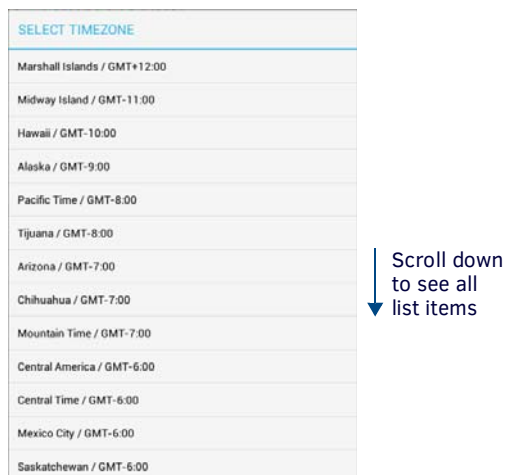 SELECT TIMEZONE
Marshall Islands / GMT+12:00
Midway Island / GMT-11:00
Hawaii / GMT-10:00
Alaska / GMT-9:00
Pacific Time / GMT-8:00
Tijuana / GMT-8:00
Arizona / GMT-7:00
Chihuahua / GMT-7:00
Mountain Time / GMT-7:00
Central America / GMT-6:00
Central Time / GMT-6:00
Mexico City / GMT-6:00
Saskatchewan / GMT-6:00
Scroll down
to see all
list items